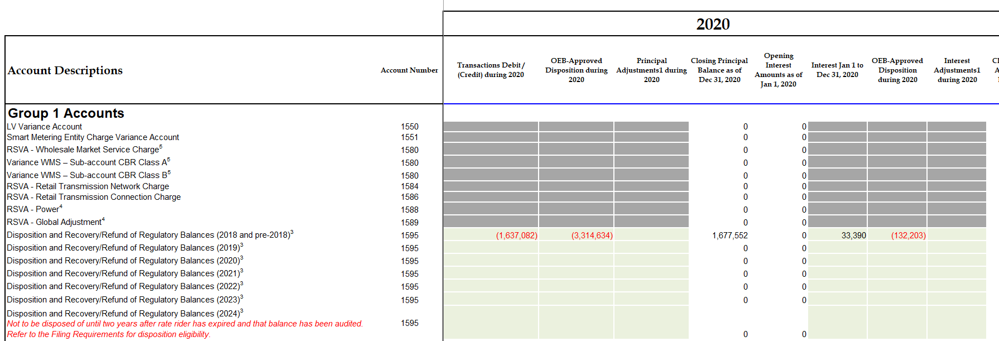 2020
Account Descriptions Account Number Transactions Debit / (Credit) during 2020 OEB-Approved Disposition during 2020 Principal Adjustments1 during 2020 Closing Principal Balance as of Dec 31, 2020 Opening Interest Amounts as of Jan 1, 2020 Interest Jan 1 to Dec 31, 2020 OEB-Approved Disposition during 2020 Interest Adjustments1 during 2020
Group 1 Accounts
LV Variance Account 1550 0 0
Smart Metering Entity Charge Variance Account 1551 0 0
RSVA - Wholesale Market Service Charge5 1580 0 0
Variance WMS – Sub-account CBR Class A5 1580 0 0
Variance WMS – Sub-account CBR Class B5 1580 0 0
RSVA - Retail Transmission Network Charge 1584 0 0
RSVA - Retail Transmission Connection Charge 1586 0 0
RSVA - Power4 1588 0 0
RSVA - Global Adjustment4 1589 0 0
Disposition and Recovery/Refund of Regulatory Balances (2018 and pre-2018)3 1595 (1,637,082) (3,314,634) 1,677,552 0 33,390 (132,203)
Disposition and Recovery/Refund of Regulatory Balances (2019)3 1595 0 0
Disposition and Recovery/Refund of Regulatory Balances (2020)3 1595 0 0
Disposition and Recovery/Refund of Regulatory Balances (2021)3 1595 0 0
Disposition and Recovery/Refund of Regulatory Balances (2022)3 1595 0 0
Disposition and Recovery/Refund of Regulatory Balances (2023)3 1595 0 0
Disposition and Recovery/Refund of Regulatory Balances (2024)3
Not to be disposed of until two years after rate rider has expired and that balance has been audited. 1595
Refer to the Filing Requirements for disposition eligibility. 0 0